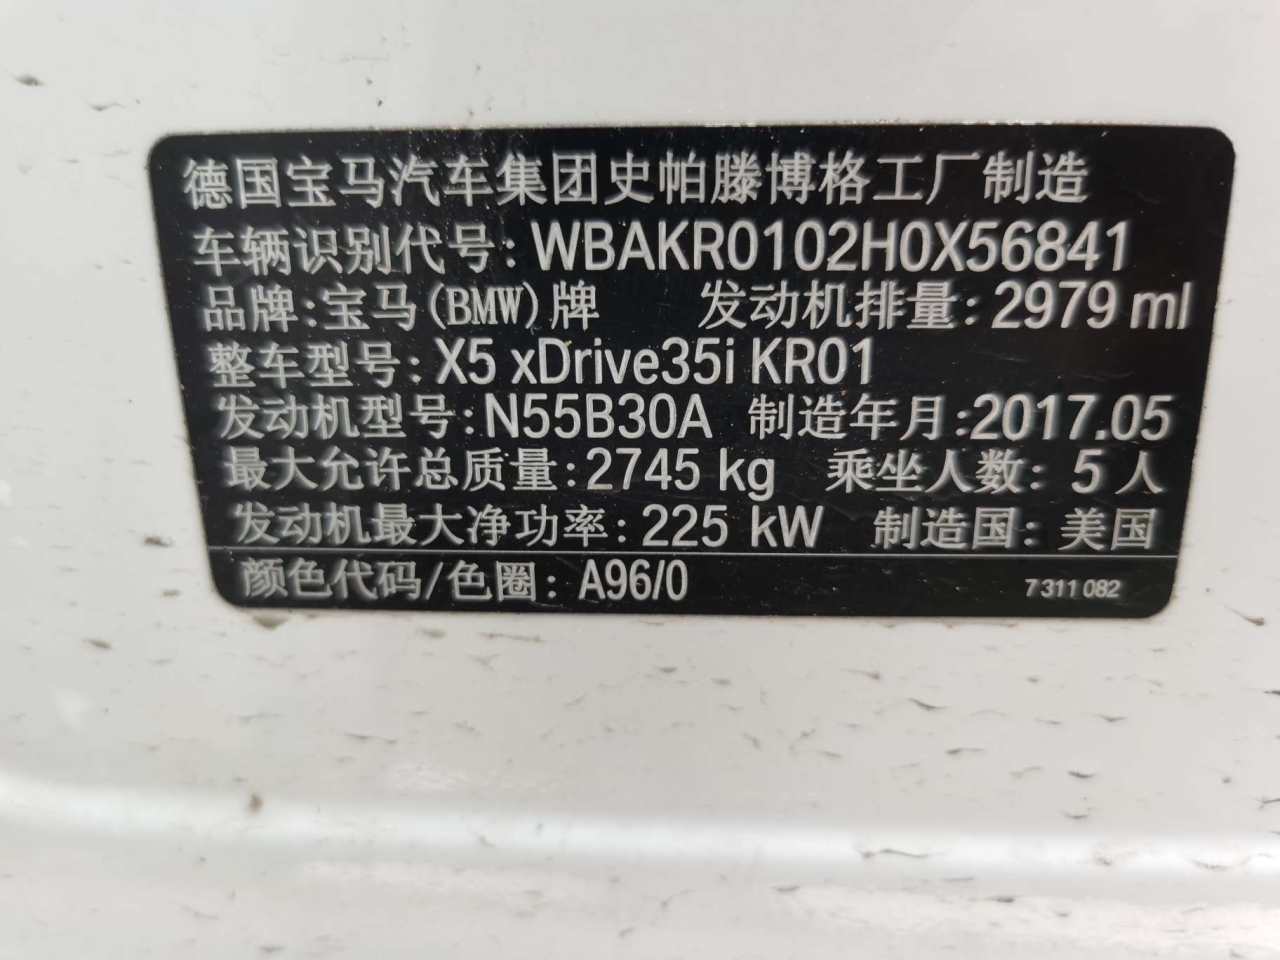 德国宝马汽车集团史帕滕博格工厂制造
车辆识别代号: WBAKR0102H0X56841
品牌:宝马(BMW)牌 发动机排量: 2979 ml
整车型号: X5 xDrive35i KR01
发动机型号: N55B30A 制造年月:2017.05
最大允许总质量:2745 kg 乘坐人数: 5 人
发动机最大净功率: 225 kW 制造国: 美国
颜色代码/色圈: A96/0 7 311 082